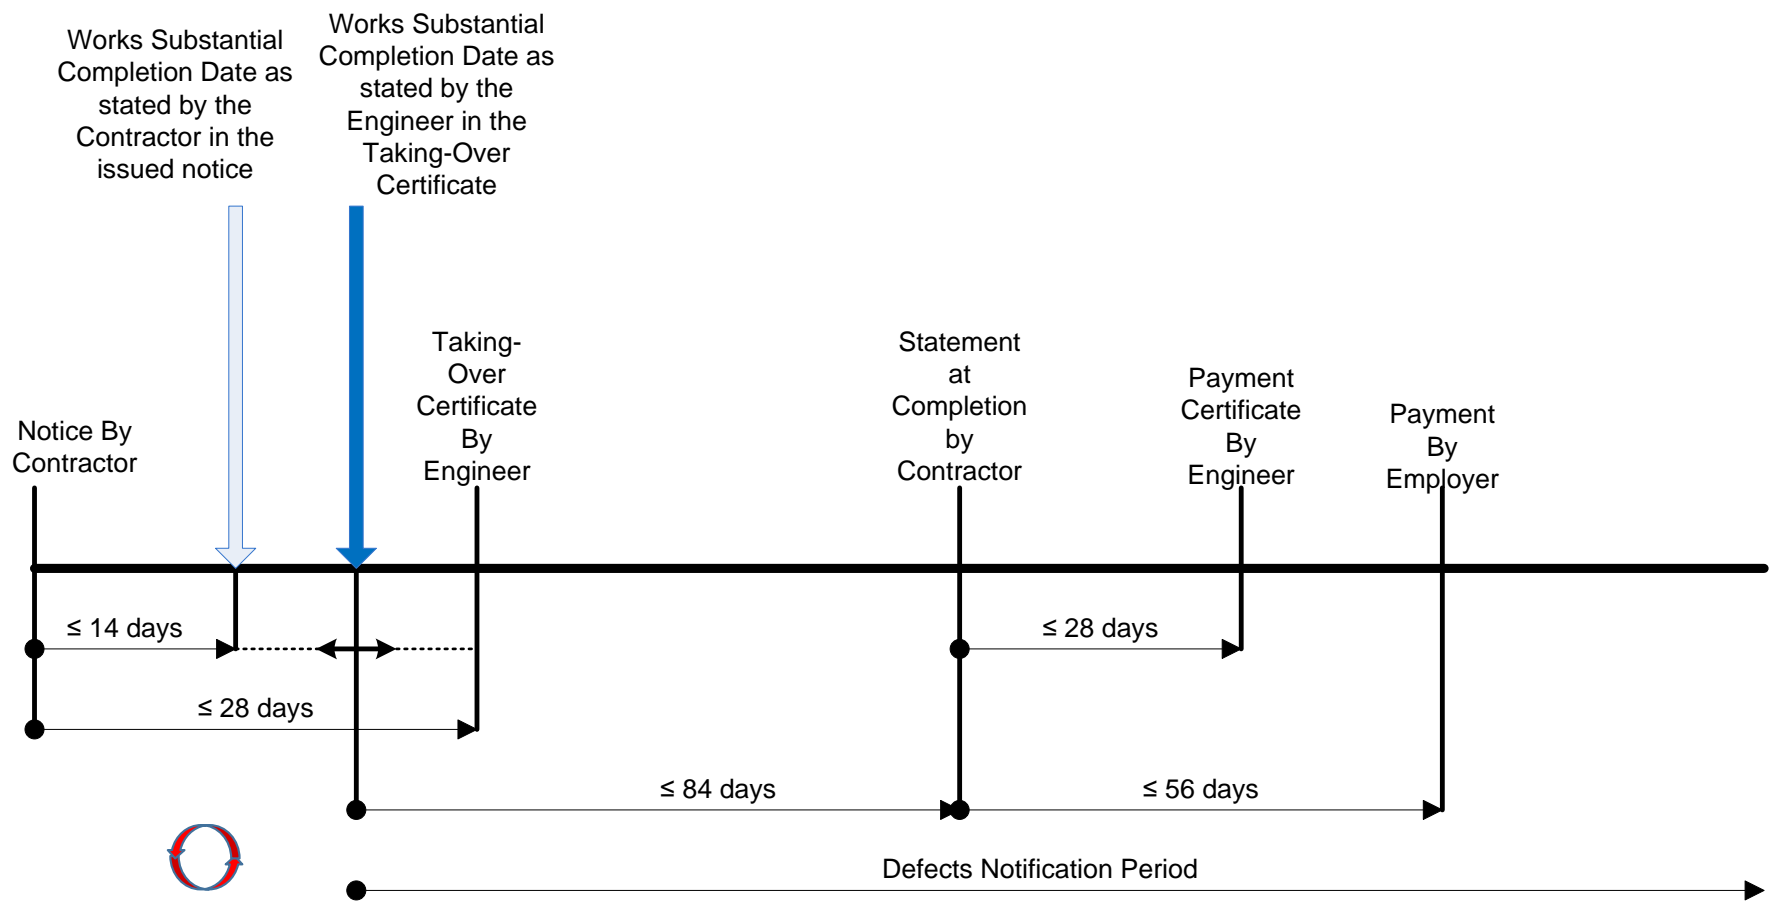 Works Substantial
Completion Date as
stated by the
Contractor in the
issued notice
Works Substantial
Completion Date as
stated by the
Engineer in the
Taking-Over
Certificate
Notice By
Contractor
Taking-
Over
Certificate
By
Engineer
Statement
at
Completion
by
Contractor
Payment
Certificate
By
Engineer
Payment
By
Employer
≤ 14 days
≤ 28 days
≤ 28 days
≤ 84 days
≤ 56 days
Defects Notification Period